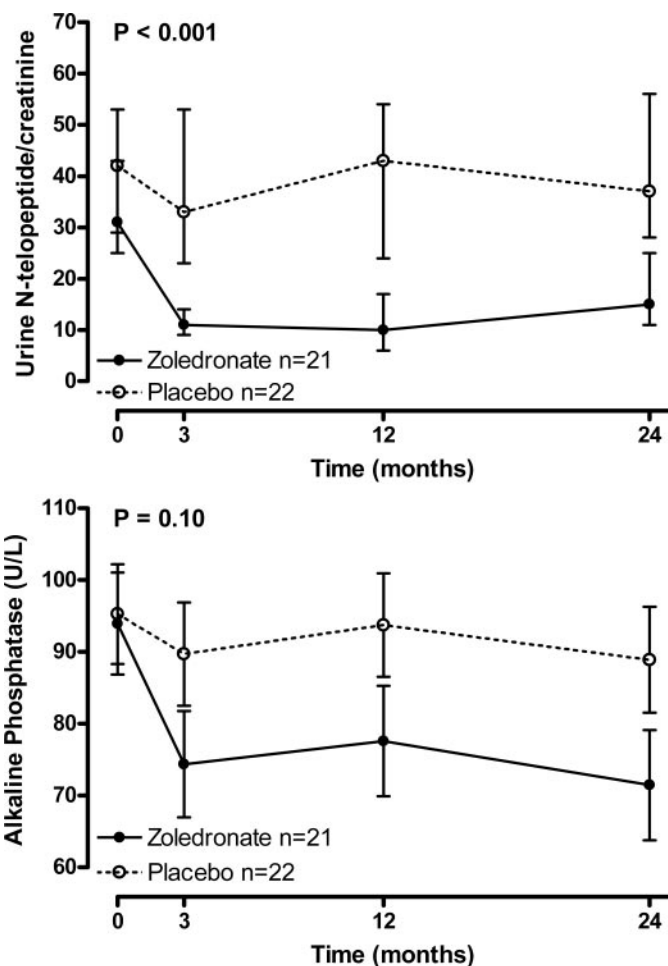 P < 0.001
Urine N-telopeptide/creatinine
70
60
50
40
30
20
10
0
Zoledronate n=21
Placebo n=22
0 3 12 24
Time (months)
P = 0.10
Alkaline Phosphatase (U/L)
110
100
90
80
70
60
Zoledronate n=21
Placebo n=22
0 3 12 24
Time (months)